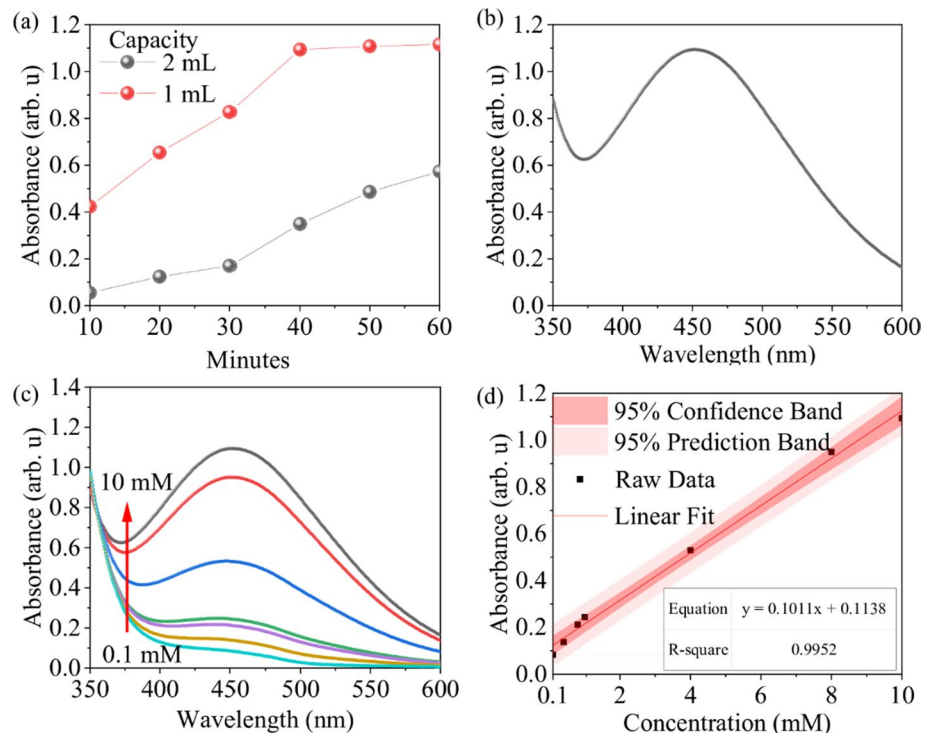 (a)
1.2
1.0
0.8
0.6
0.4
0.2
0.0
Absorbance (arb. u)
Capacity
2 mL
1 mL
10 20 30 40 50 60
Minutes
(b)
1.2
1.0
0.8
0.6
0.4
0.2
0.0
Absorbance (arb. u)
350 400 450 500 550 600
Wavelength (nm)
(c)
1.4
1.2
1.0
0.8
0.6
0.4
0.2
0.0
Absorbance (arb. u)
10 mM
0.1 mM
350 400 450 500 550 600
Wavelength (nm)
(d)
1.2
1.0
0.8
0.6
0.4
0.2
0.0
Absorbance (arb. u)
95% Confidence Band
95% Prediction Band
Raw Data
Linear Fit
Equation y = 0.1011x + 0.1138
R-square 0.9952
0.1 2 4 6 8 10
Concentration (mM)